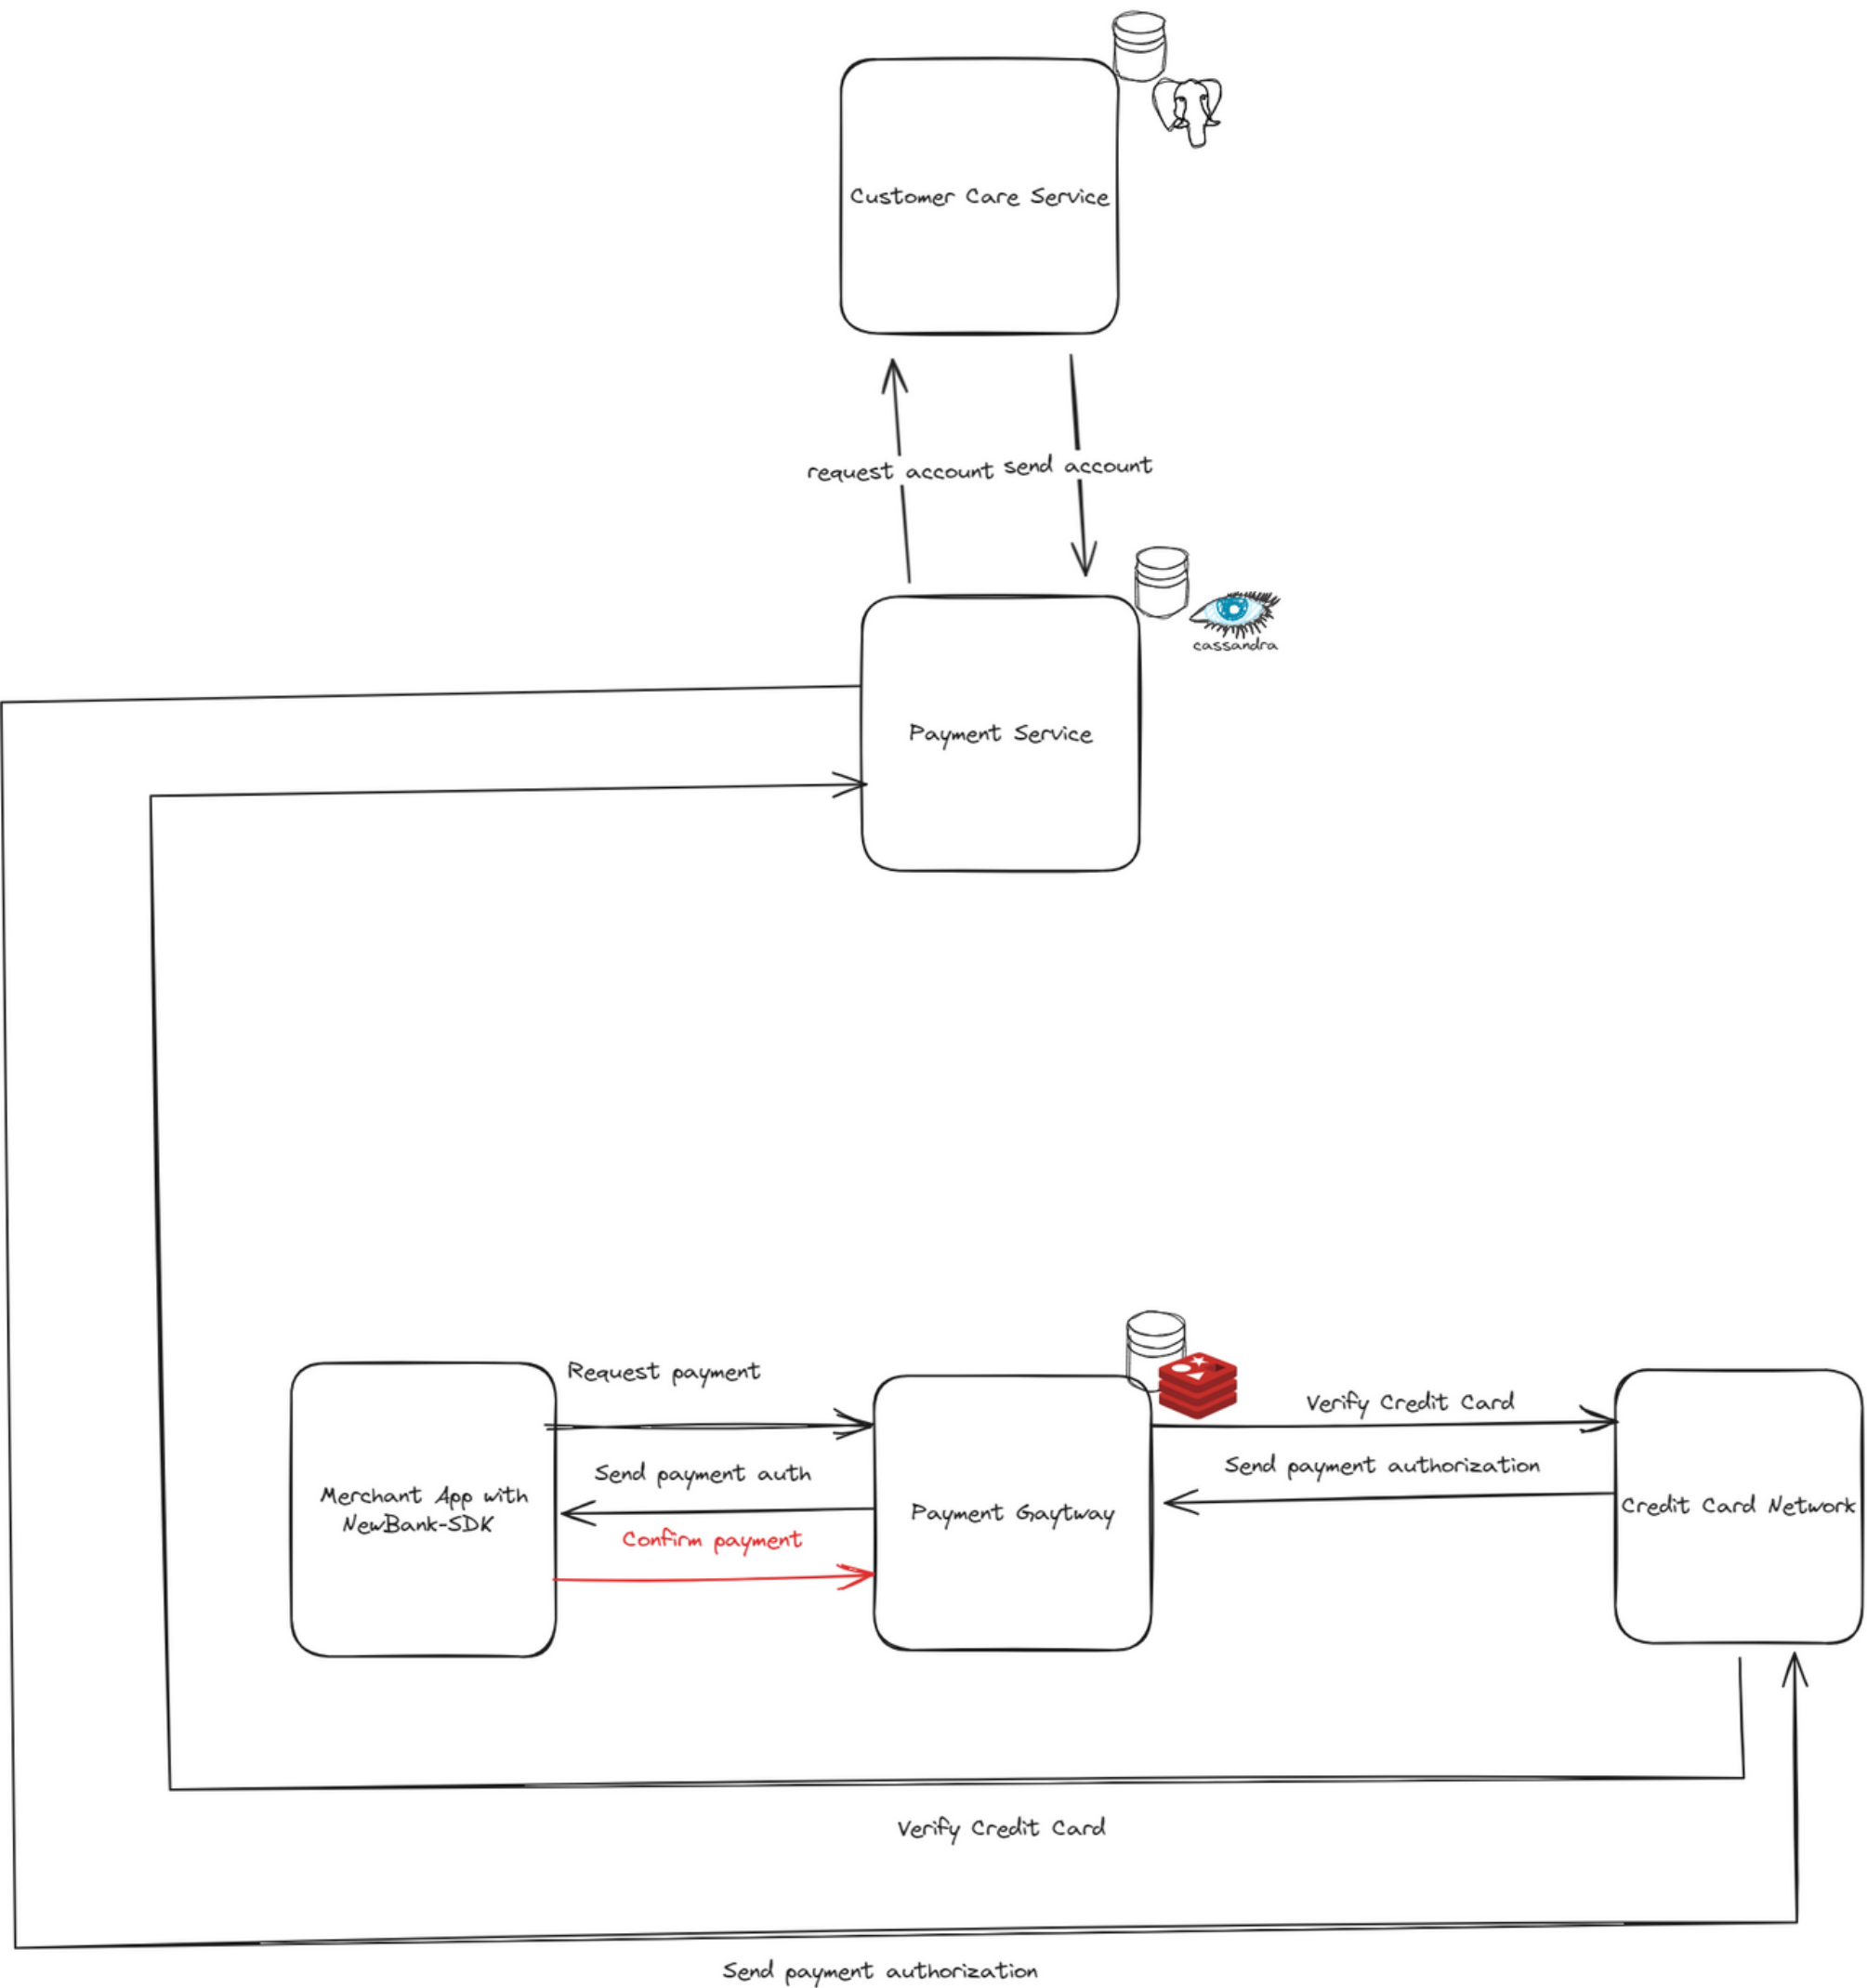 Customer Care Service
request account
send account
cassandra
Payment Service
Request payment
Verify Credit Card
Send payment auth
Send payment authorization
Merchant App with
NewBank-SDK
Payment Gaytway
Credit Card Network
Confirm payment
Verify Credit Card
Send payment authorization